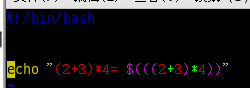 #!/bin/bash
echo "(2+3)*4= $(((2+3)*4))"